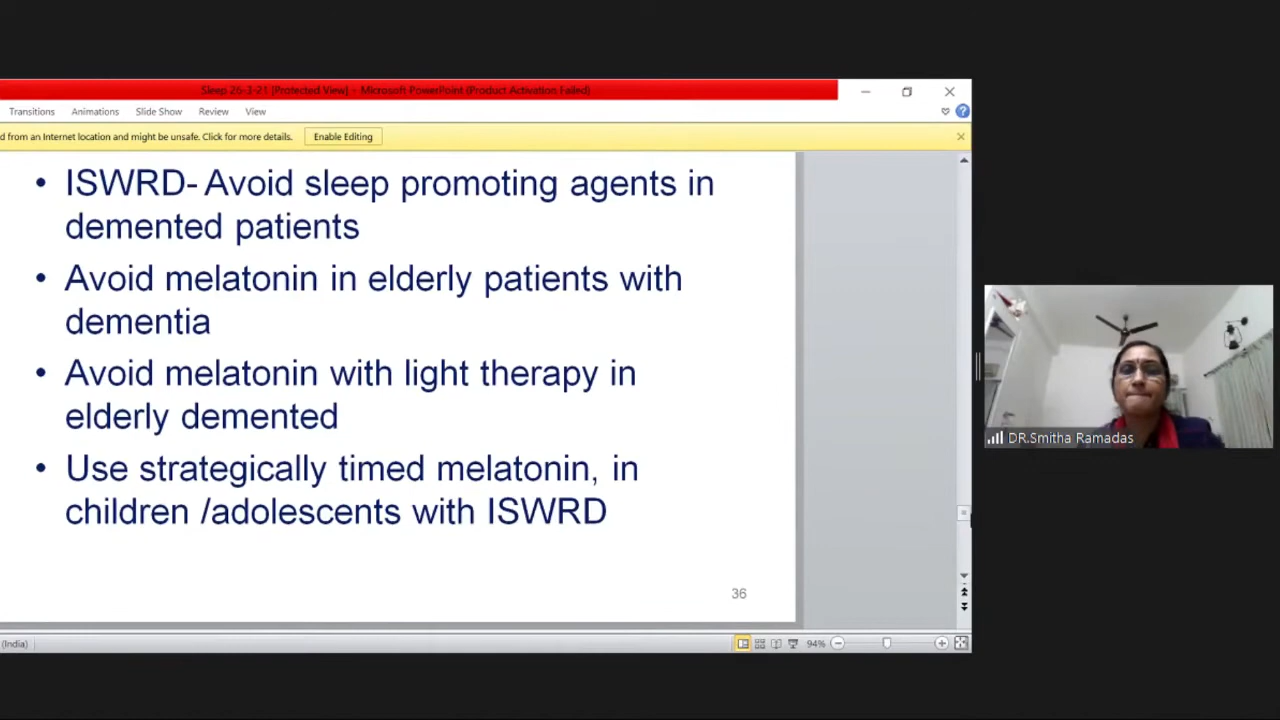 Sleep 26-3-21 [Protected View] - Microsoft PowerPoint (Product Activation Failed)
Transitions Animations Slide Show Review View
d from an Internet location and might be unsafe. Click for more details. Enable Editing
• ISWRD- Avoid sleep promoting agents in
demented patients
• Avoid melatonin in elderly patients with
dementia
• Avoid melatonin with light therapy in
elderly demented
• Use strategically timed melatonin, in
children /adolescents with ISWRD
36
DR.Smitha Ramadas
(India)
94%